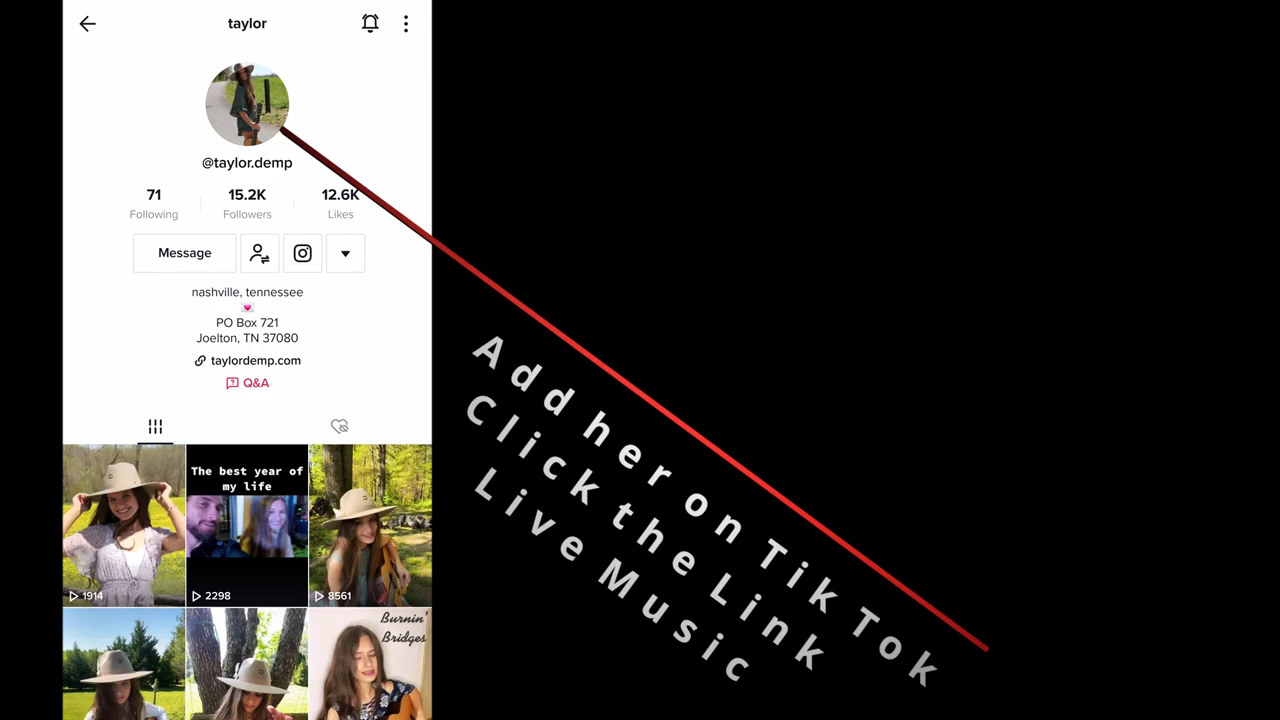 taylor
@taylor.demp
71 15.2K 12.6K
Following Followers Likes
Message
nashville, tennessee
PO Box 721
Joelton, TN 37080
taylordemp.com
Q&A
The best year of
my life
1914 2298 8561
Burnin'
Bridges
Add her on Tik Tok
Click the Link
Live Music